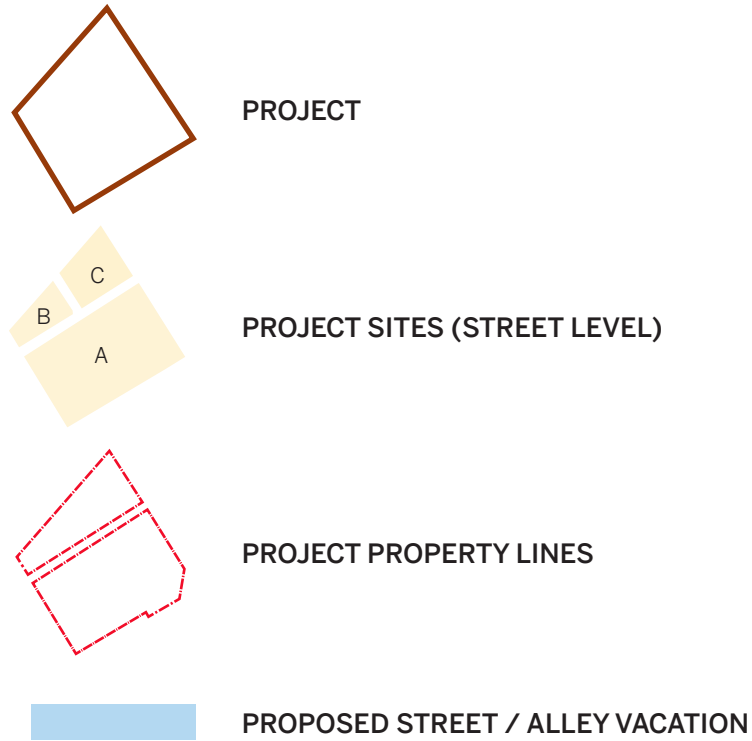 PROJECT
C
B
A
PROJECT SITES (STREET LEVEL)
PROJECT PROPERTY LINES
PROPOSED STREET / ALLEY VACATION